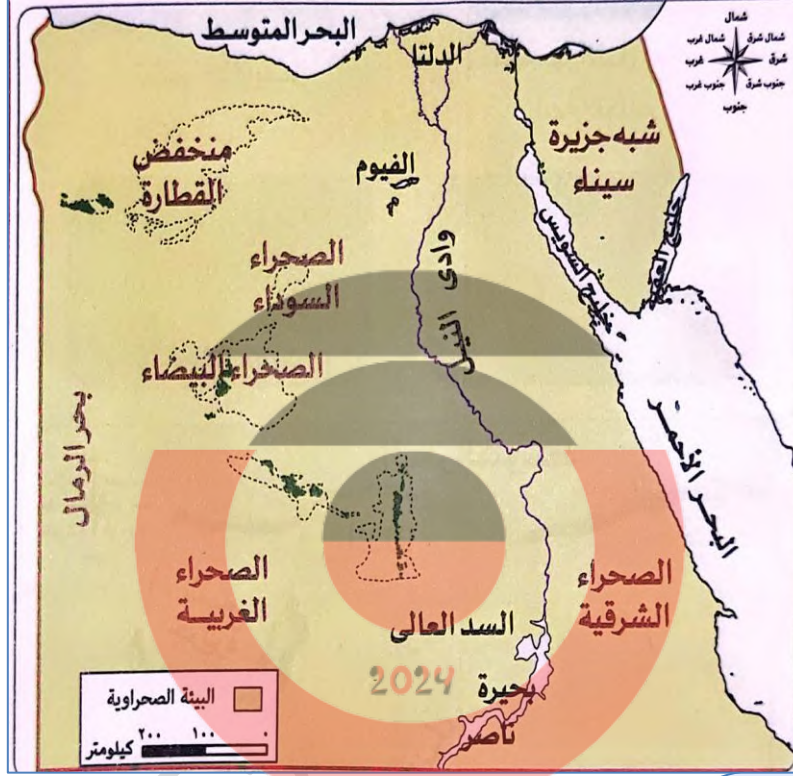 شمال
شمال غرب
شمال شرق
غرب
شرق
جنوب غرب
جنوب شرق
جنوب
البحر المتوسط
الدلتا
شبه جزيرة
سيناء
منخفض
القطارة
الفيوم
خليج السويس
خليج العقبة
وادى النيل
الصحراء
السوداء
الصحراء البيضاء
بحر الرمال
البحر الأحمر
الصحراء
الغربية
الصحراء
الشرقية
السد العالى
2024
بحيرة
ناصر
البيئة الصحراوية
٢٠٠ ١٠٠ ٠
كيلومتر